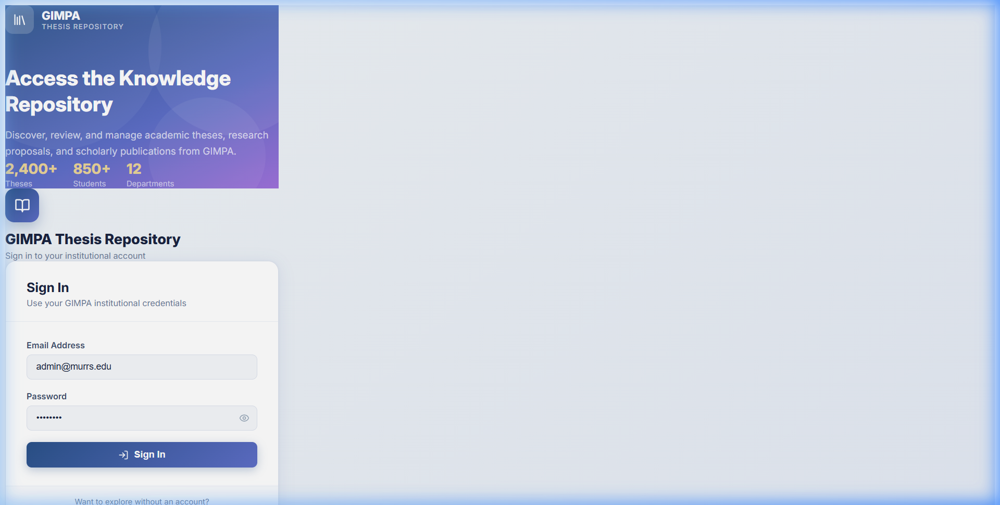 GIMPA
THESIS REPOSITORY
Access the Knowledge
Repository
Discover, review, and manage academic theses, research
proposals, and scholarly publications from GIMPA.
2,400+ 850+ 12
Theses Students Departments
GIMPA Thesis Repository
Sign in to your institutional account
Sign In
Use your GIMPA institutional credentials
Email Address
admin@murrs.edu
Password
••••••••
Sign In
Want to explore without an account?